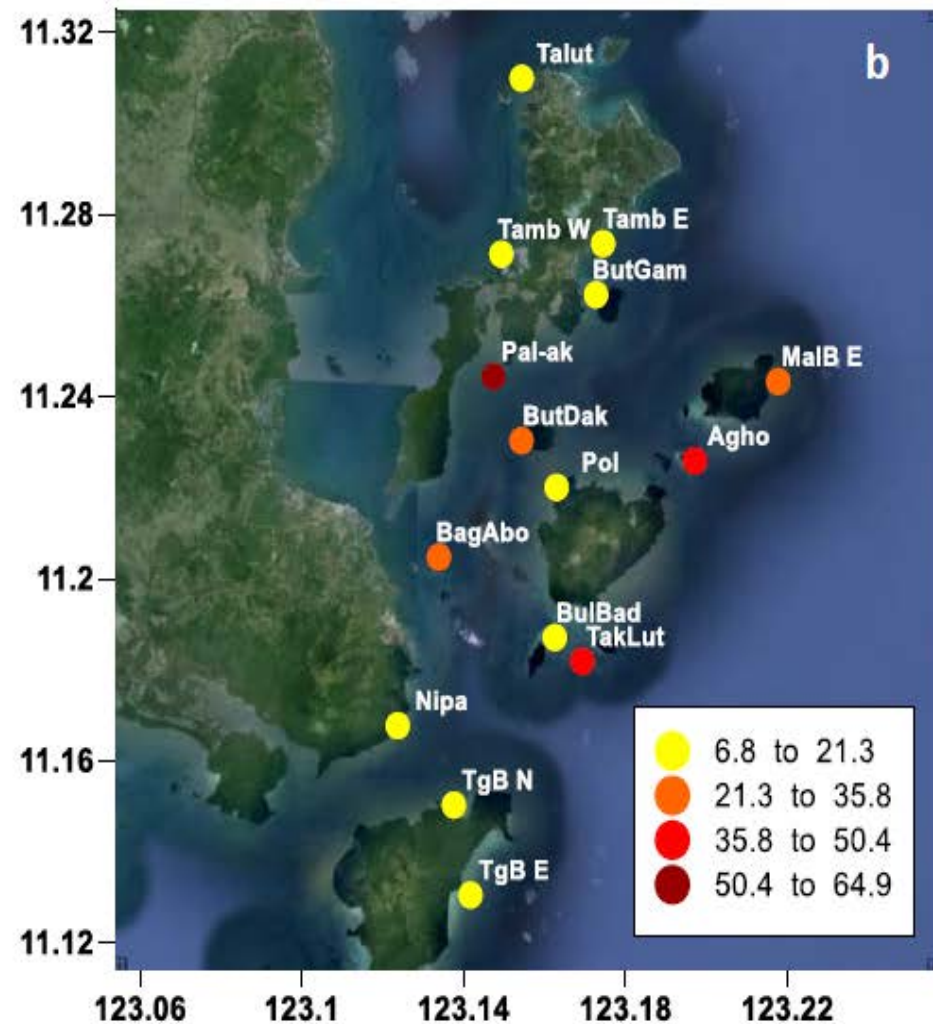 11.32
Talut
b
11.28
Tamb W
Tamb E
ButGam
Pal-ak
MalB E
11.24
ButDak
Agho
Pol
BagAbo
11.2
BulBad
TakLut
Nipa
11.16
TgB N
TgB E
11.12
6.8 to 21.3
21.3 to 35.8
35.8 to 50.4
50.4 to 64.9
123.06 123.1 123.14 123.18 123.22